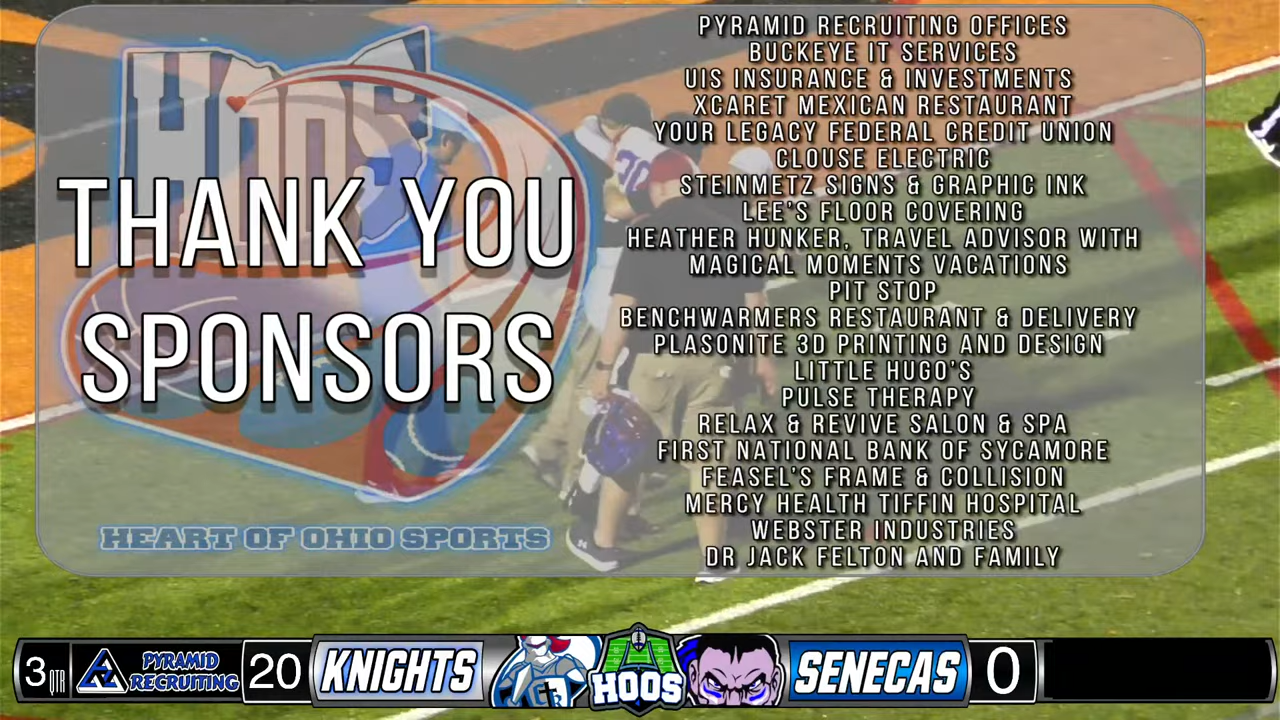 HOOS
THANK YOU
SPONSORS
HEART OF OHIO SPORTS
PYRAMID RECRUITING OFFICES
BUCKEYE IT SERVICES
UIS INSURANCE & INVESTMENTS
XCARET MEXICAN RESTAURANT
YOUR LEGACY FEDERAL CREDIT UNION
CLOUSE ELECTRIC
STEINMETZ SIGNS & GRAPHIC INK
LEE'S FLOOR COVERING
HEATHER HUNKER, TRAVEL ADVISOR WITH
MAGICAL MOMENTS VACATIONS
PIT STOP
BENCHWARMERS RESTAURANT & DELIVERY
PLASONITE 3D PRINTING AND DESIGN
LITTLE HUGO'S
PULSE THERAPY
RELAX & REVIVE SALON & SPA
FIRST NATIONAL BANK OF SYCAMORE
FEASEL'S FRAME & COLLISION
MERCY HEALTH TIFFIN HOSPITAL
WEBSTER INDUSTRIES
DR JACK FELTON AND FAMILY
3 QTR
PYRAMID
RECRUITING
20
KNIGHTS
HOOS
SENECAS
0